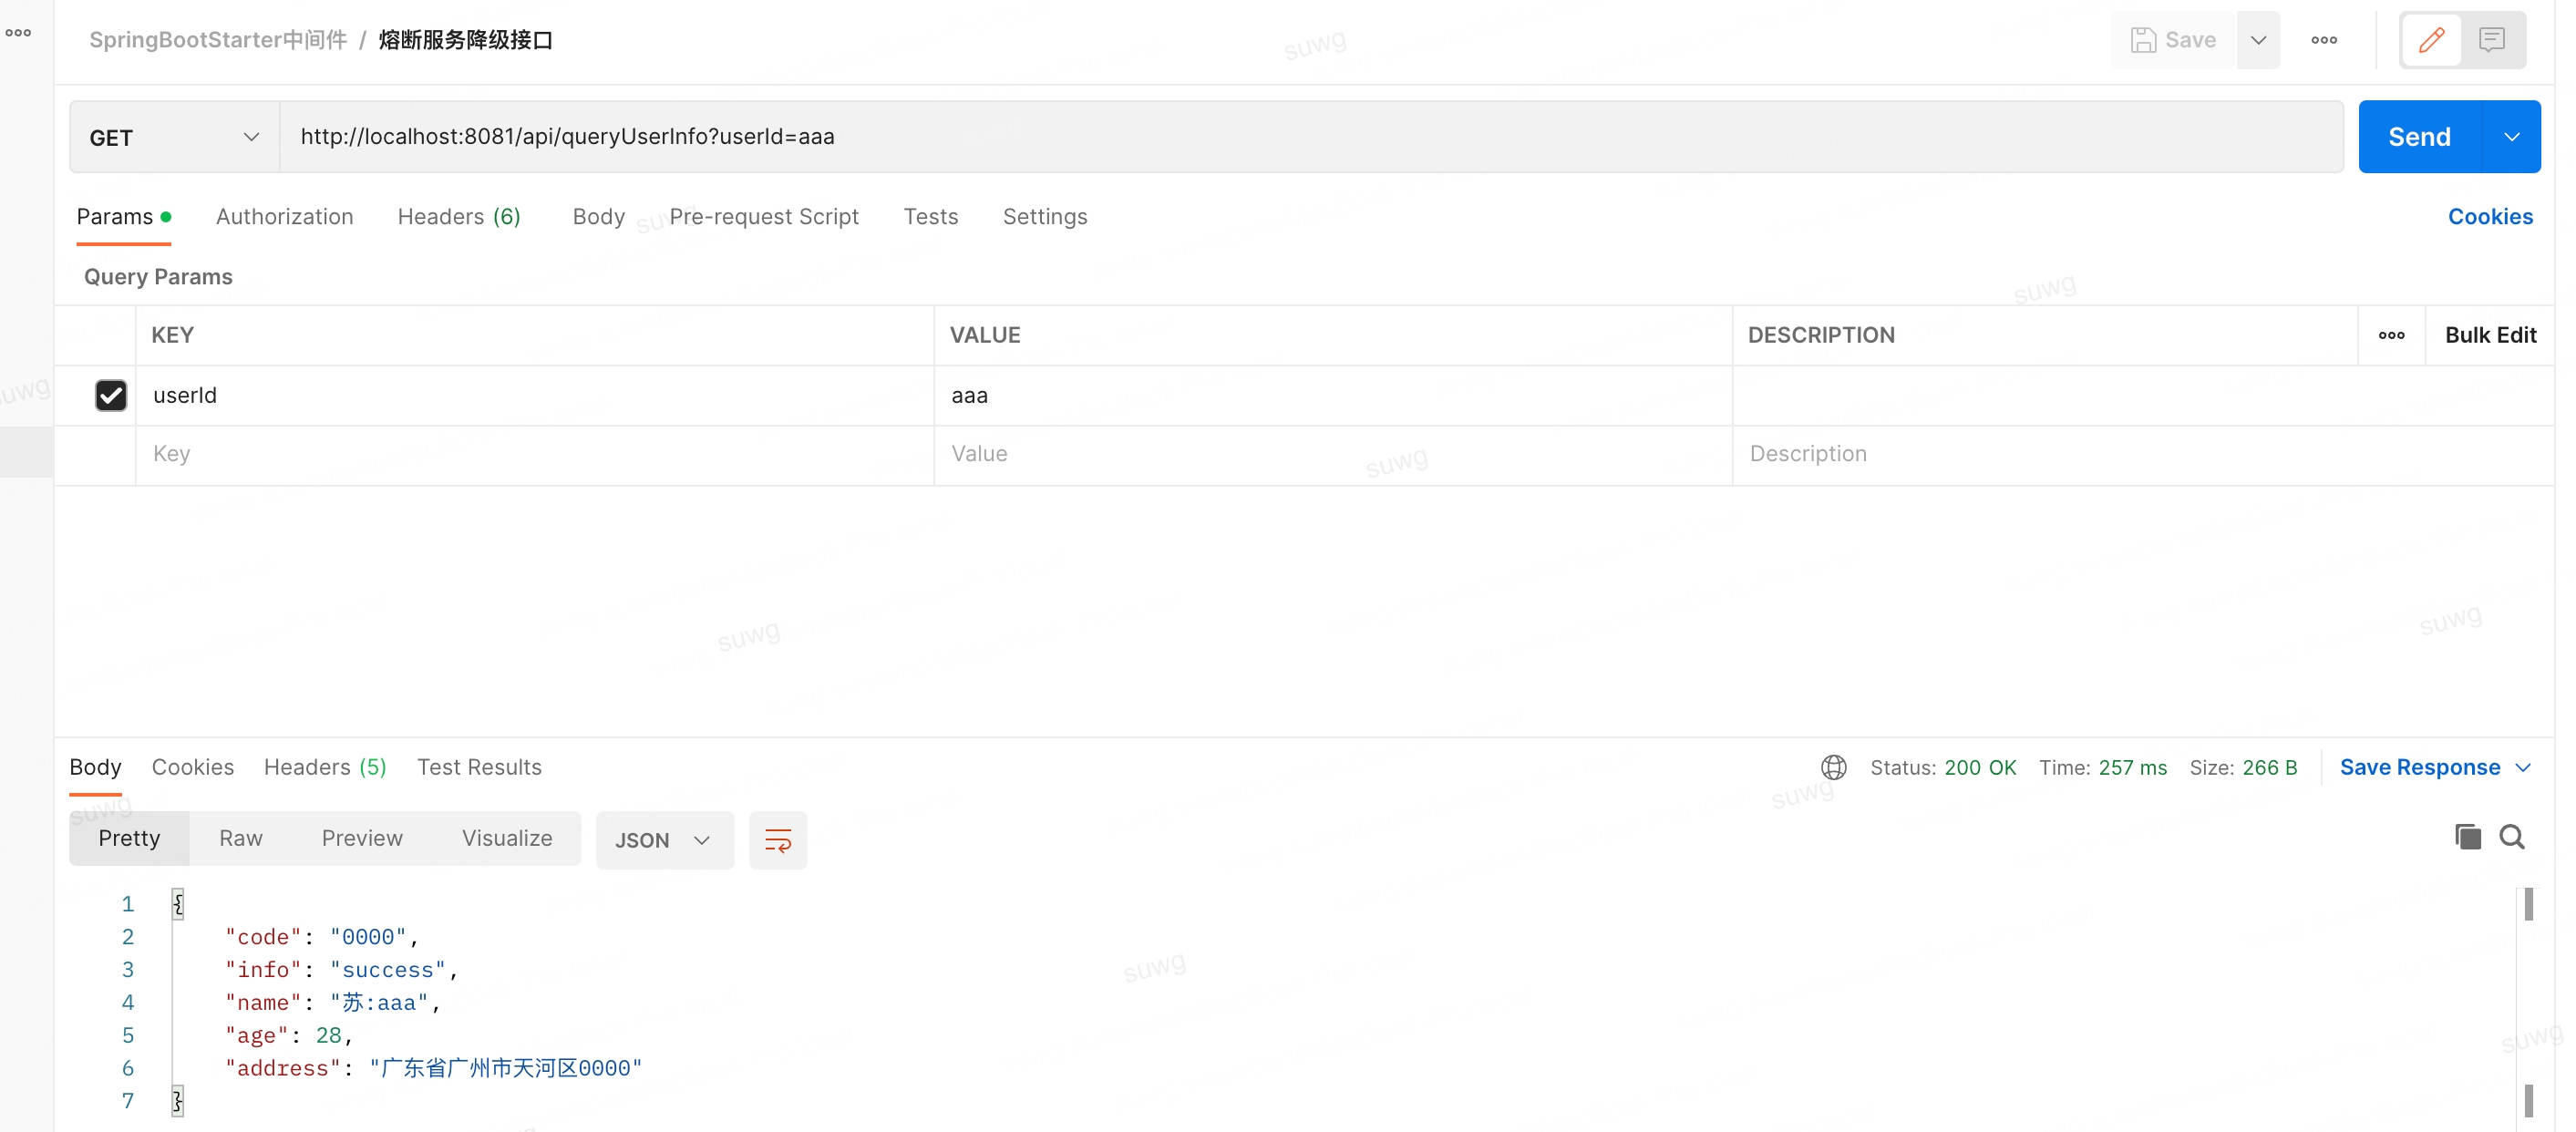 SpringBootStarter中间件 / 熔断服务降级接口
Save
GET http://localhost:8081/api/queryUserInfo?userId=aaa Send
Params Authorization Headers (6) Body Pre-request Script Tests Settings Cookies
Query Params
KEY VALUE DESCRIPTION Bulk Edit
userId aaa
Key Value Description
Body Cookies Headers (5) Test Results Status: 200 OK Time: 257 ms Size: 266 B Save Response
Pretty Raw Preview Visualize JSON
1 {
2 "code": "0000",
3 "info": "success",
4 "name": "苏:aaa",
5 "age": 28,
6 "address": "广东省广州市天河区0000"
7 }
suwg
suwg
suwg
suwg
suwg
suwg
suwg
suwg
suwg
suwg
suwg